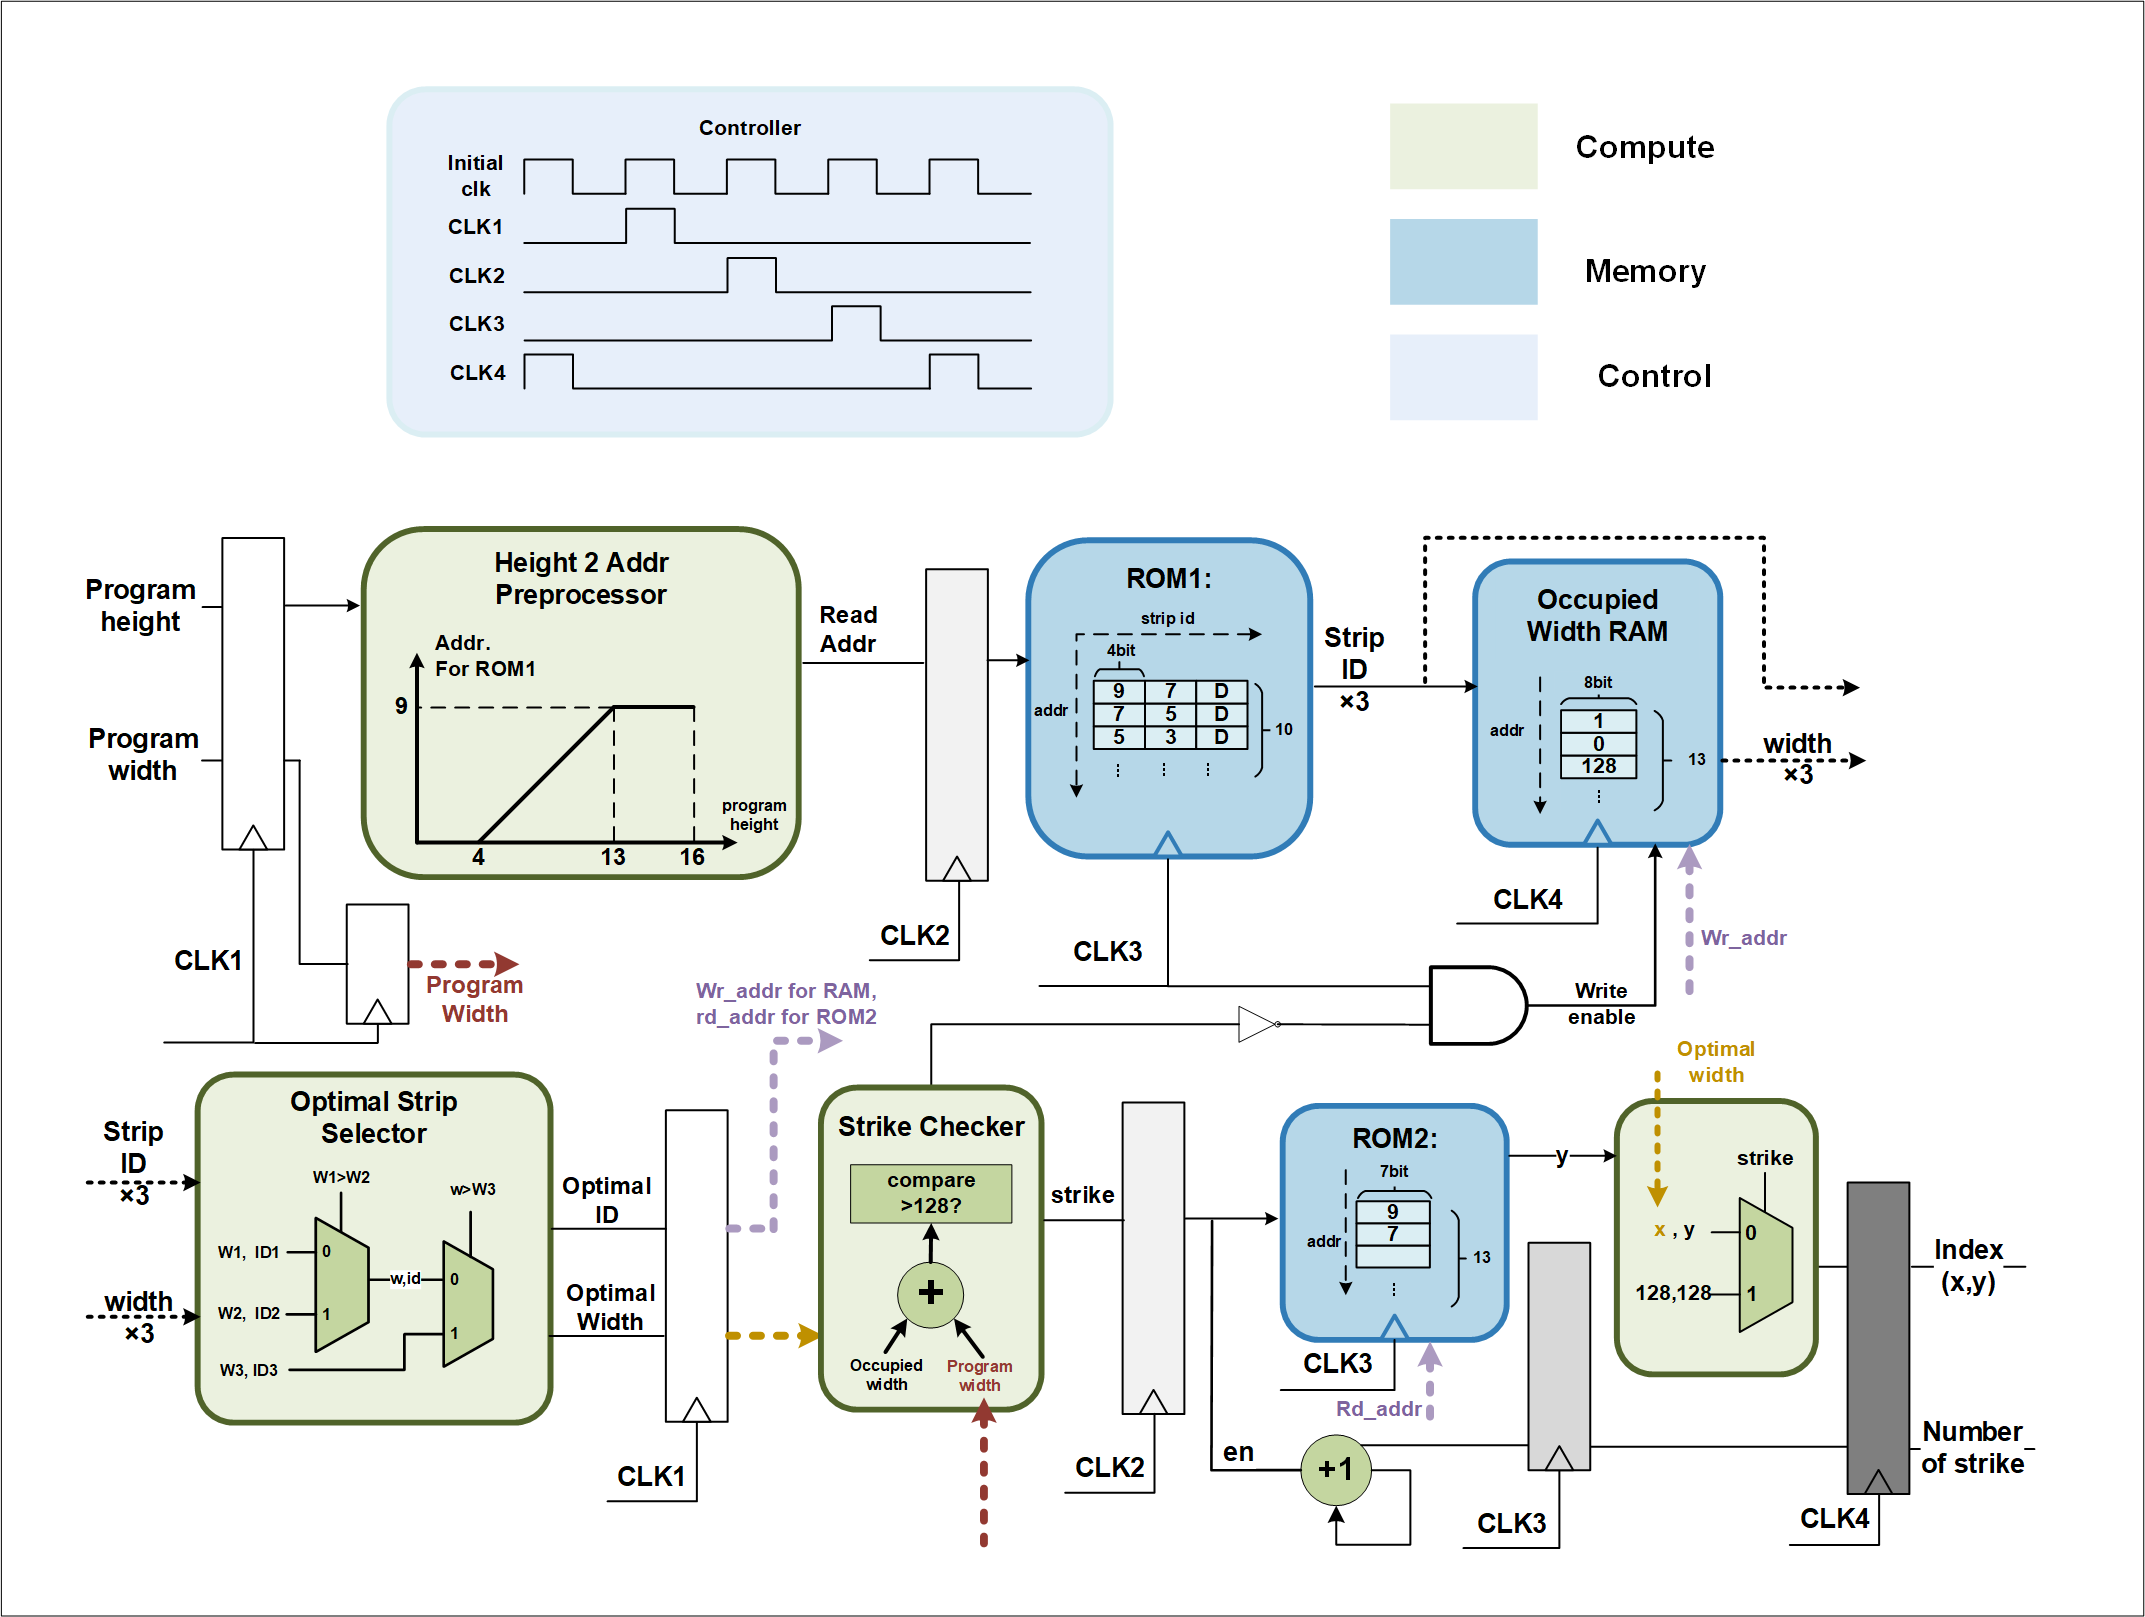 Controller
Initial
clk
CLK1
CLK2
CLK3
CLK4
Compute
Memory
Control
Program
height
Program
width
CLK1
Program
Width
Height 2 Addr
Preprocessor
Addr.
For ROM1
9
4
13
16
program
height
Read
Addr
CLK2
ROM1:
strip id
4bit
addr
9 7 D
7 5 D
5 3 D
10
CLK3
Strip
ID
×3
Occupied
Width RAM
8bit
addr
1
0
128
13
width
×3
CLK4
Wr_addr
Write
enable
Wr_addr for RAM,
rd_addr for ROM2
Strip
ID
×3
width
×3
Optimal Strip
Selector
W1>W2
w>W3
W1, ID1
0
W2, ID2
1
w,id
0
1
W3, ID3
Optimal
ID
Optimal
Width
CLK1
Strike Checker
compare
>128?
+
Occupied
width
Program
width
strike
CLK2
en
+1
ROM2:
7bit
addr
9
7
13
CLK3
Rd_addr
CLK3
y
Optimal
width
strike
x , y
0
128,128
1
Index
(x,y)
Number
of strike
CLK4